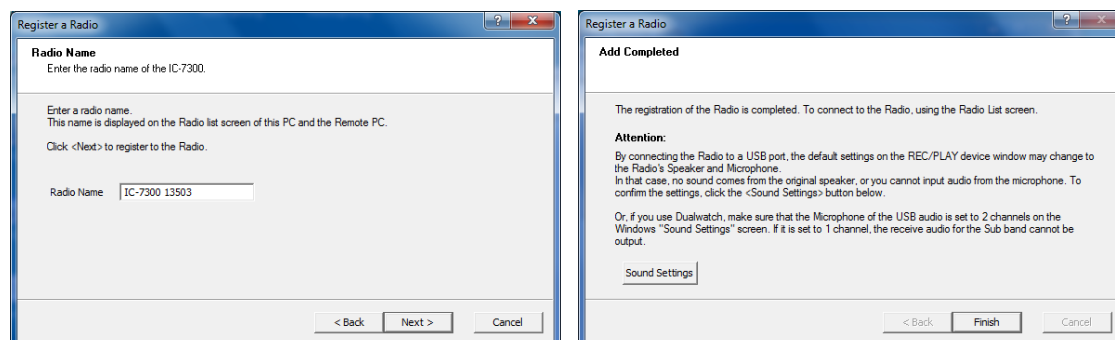 Register a Radio
Radio Name
Enter the radio name of the IC-7300.
Enter a radio name.
This name is displayed on the Radio list screen of this PC and the Remote PC.
Click <Next> to register to the Radio.
Radio Name IC-7300 13503
< Back Next > Cancel
Register a Radio
Add Completed
The registration of the Radio is completed. To connect to the Radio, using the Radio List screen.
Attention:
By connecting the Radio to a USB port, the default settings on the REC/PLAY device window may change to
the Radio's Speaker and Microphone.
In that case, no sound comes from the original speaker, or you cannot input audio from the microphone. To
confirm the settings, click the <Sound Settings> button below.
Or, if you use Dualwatch, make sure that the Microphone of the USB audio is set to 2 channels on the
Windows "Sound Settings" screen. If it is set to 1 channel, the receive audio for the Sub band cannot be
output.
Sound Settings
< Back Finish Cancel